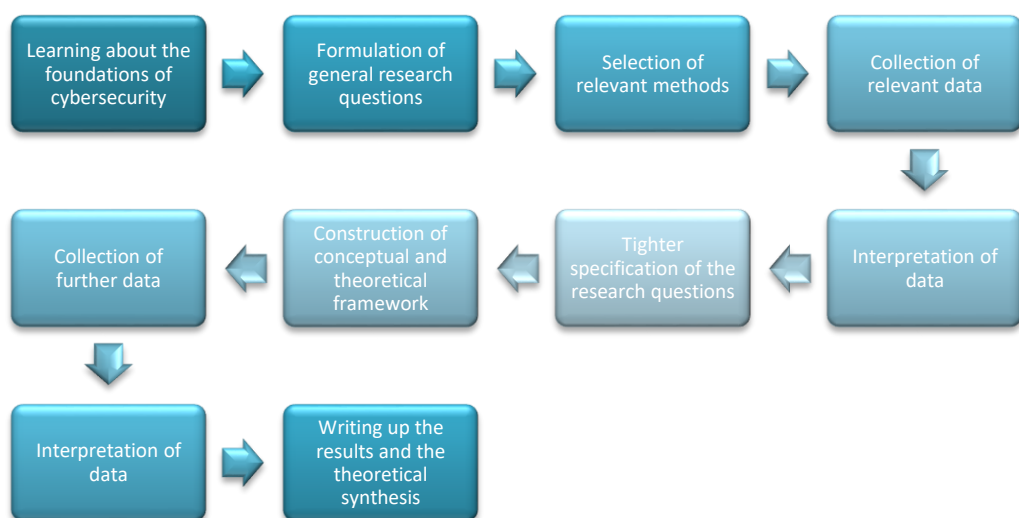 Learning about the
foundations of
cybersecurity
Formulation of
general research
questions
Selection of
relevant methods
Collection of
relevant data
Interpretation of
data
Tighter
specification of the
research questions
Construction of
conceptual and
theoretical
framework
Collection of
further data
Interpretation of
data
Writing up the
results and the
theoretical
synthesis